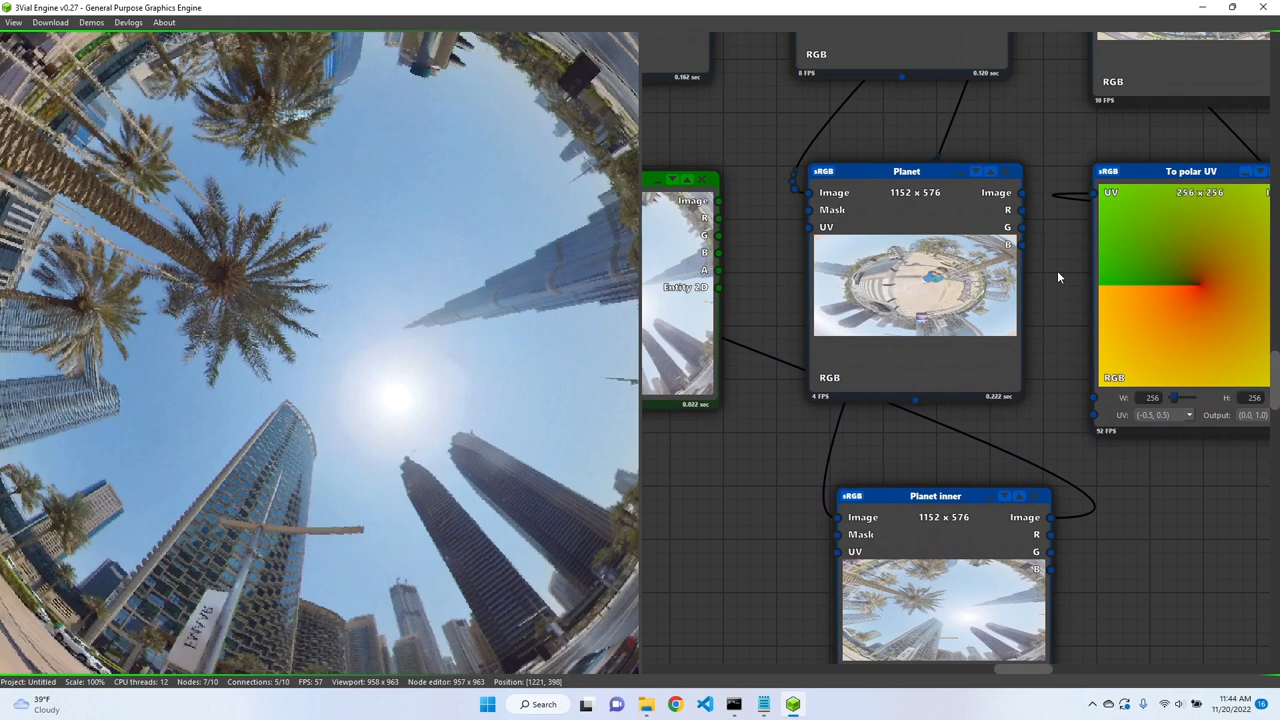 3Vial Engine v0.27 - General Purpose Graphics Engine
View Download Demos Devlogs About
RGB
0.162 sec
8 FPS 0.120 sec
RGB
10 FPS
Image
R
G
B
A
Entity 2D
0.022 sec
sRGB Planet
Image 1152 x 576 Image
Mask R
UV G
B
RGB
4 FPS 0.222 sec
sRGB To polar UV
UV 256 x 256
RGB
W: 256 H: 256
UV: (-0.5, 0.5) Output: (0.0, 1.0)
92 FPS
sRGB Planet inner
Image 1152 x 576 Image
Mask R
UV G
B
EMAAR
Project: Untitled Scale: 100% CPU threads: 12 Nodes: 7/10 Connections: 5/10 FPS: 57 Viewport: 958 x 963 Node editor: 957 x 963 Position: [1221, 398]
39°F
Cloudy
Search
11:44 AM
11/20/2022
16